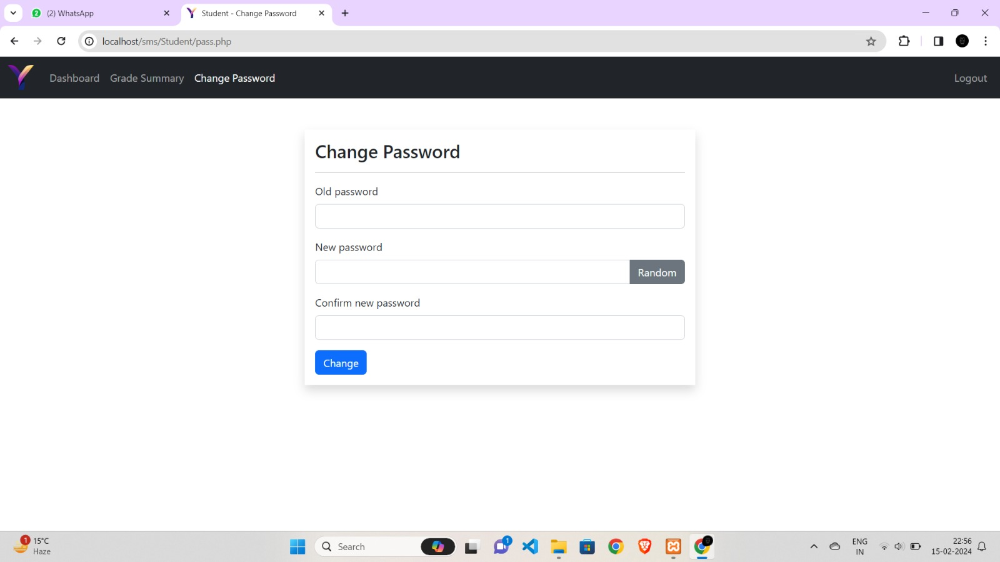 2 (2) WhatsApp
Y Student - Change Password
localhost/sms/Student/pass.php
Y Dashboard Grade Summary Change Password Logout
Change Password
Old password
New password
Random
Confirm new password
Change
1 15°C
Haze
Search
1
ENG
IN
22:56
15-02-2024